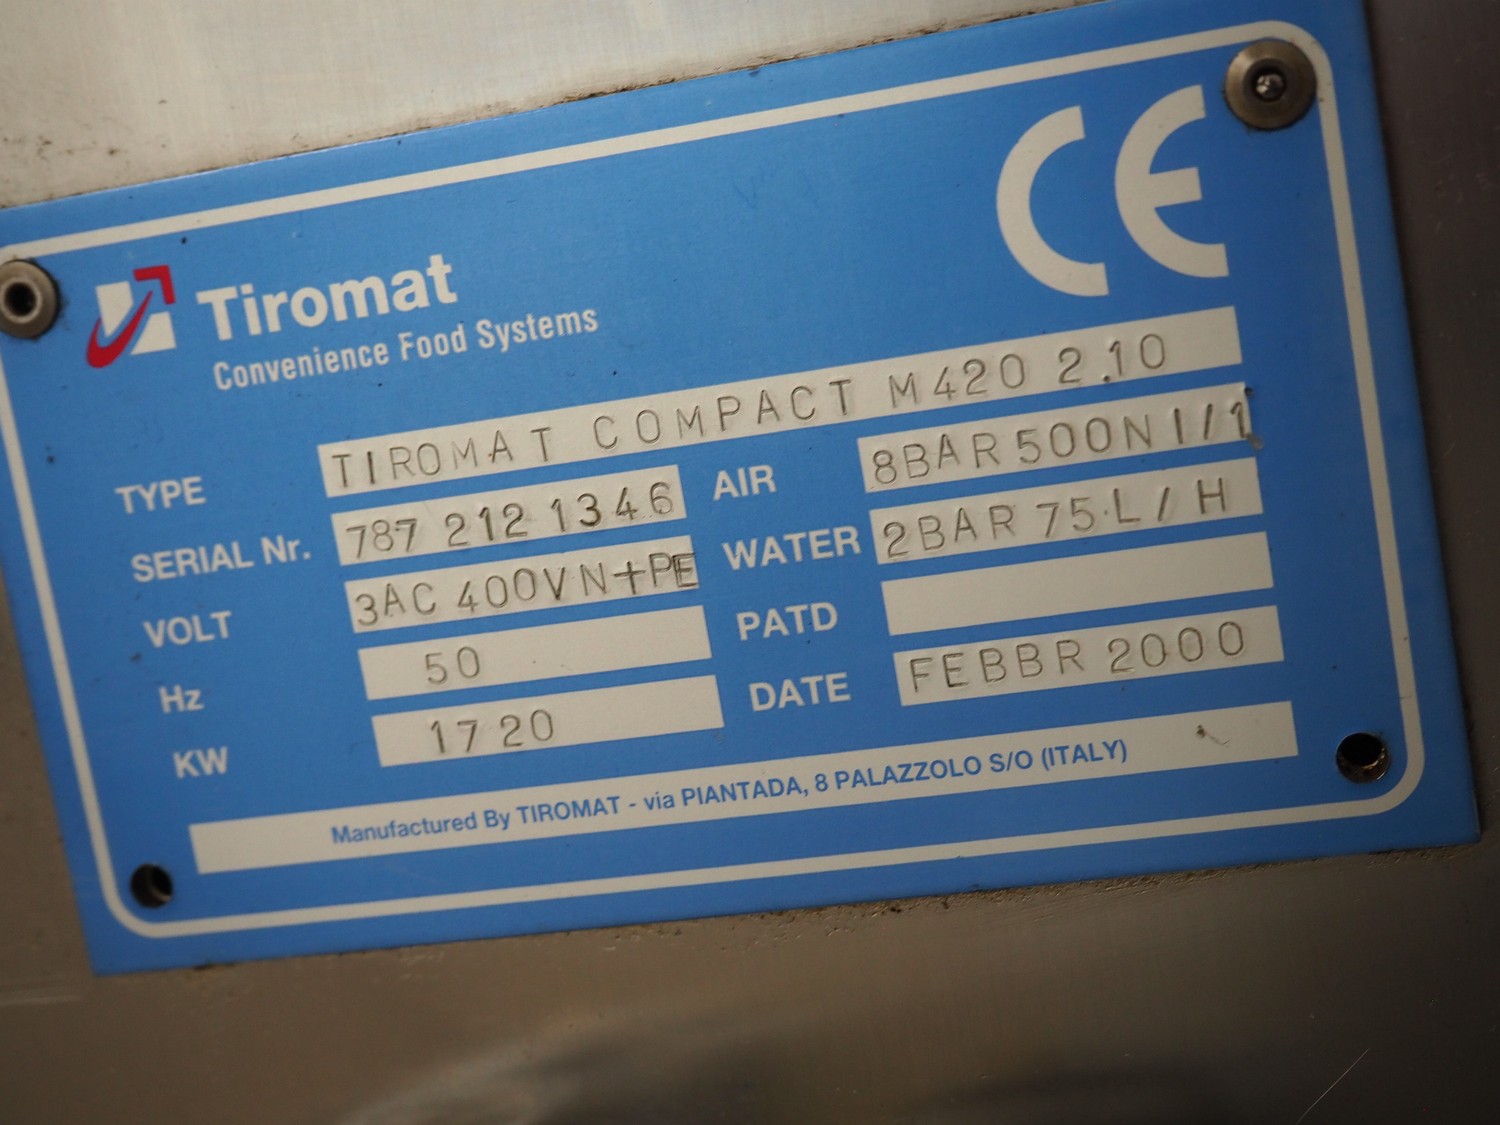 CE
Tiromat
Convenience Food Systems
TYPE TIROMAT COMPACT M420 2.10
SERIAL Nr. 787 212 1346 AIR 8BAR 500N1/1
VOLT 3AC 400VN+PE WATER 2BAR 75.L/H
Hz 50 PATD
KW 17 20 DATE FEBBR 2000
Manufactured By TIROMAT - via PIANTADA, 8 PALAZZOLO S/O (ITALY)